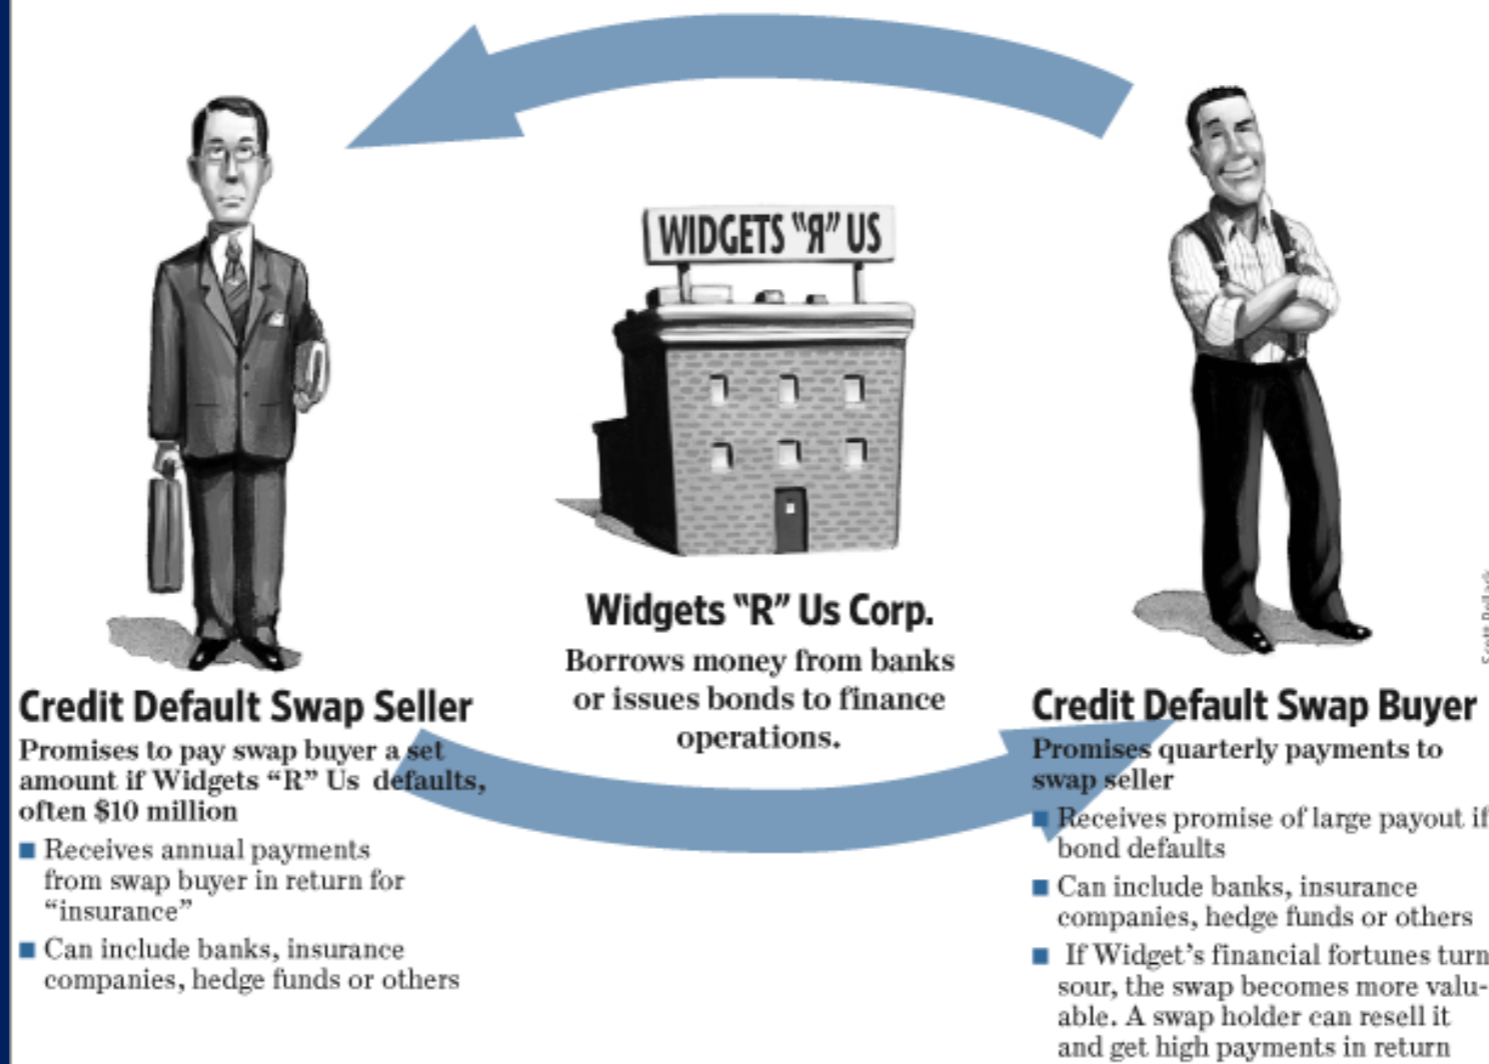 WIDGETS "Я" US
Widgets "R" Us Corp.
Borrows money from banks
or issues bonds to finance
operations.
Credit Default Swap Seller
Promises to pay swap buyer a set
amount if Widgets "R" Us defaults,
often $10 million
■ Receives annual payments
from swap buyer in return for
"insurance"
■ Can include banks, insurance
companies, hedge funds or others
Credit Default Swap Buyer
Promises quarterly payments to
swap seller
■ Receives promise of large payout if
bond defaults
■ Can include banks, insurance
companies, hedge funds or others
■ If Widget's financial fortunes turn
sour, the swap becomes more valu-
able. A swap holder can resell it
and get high payments in return